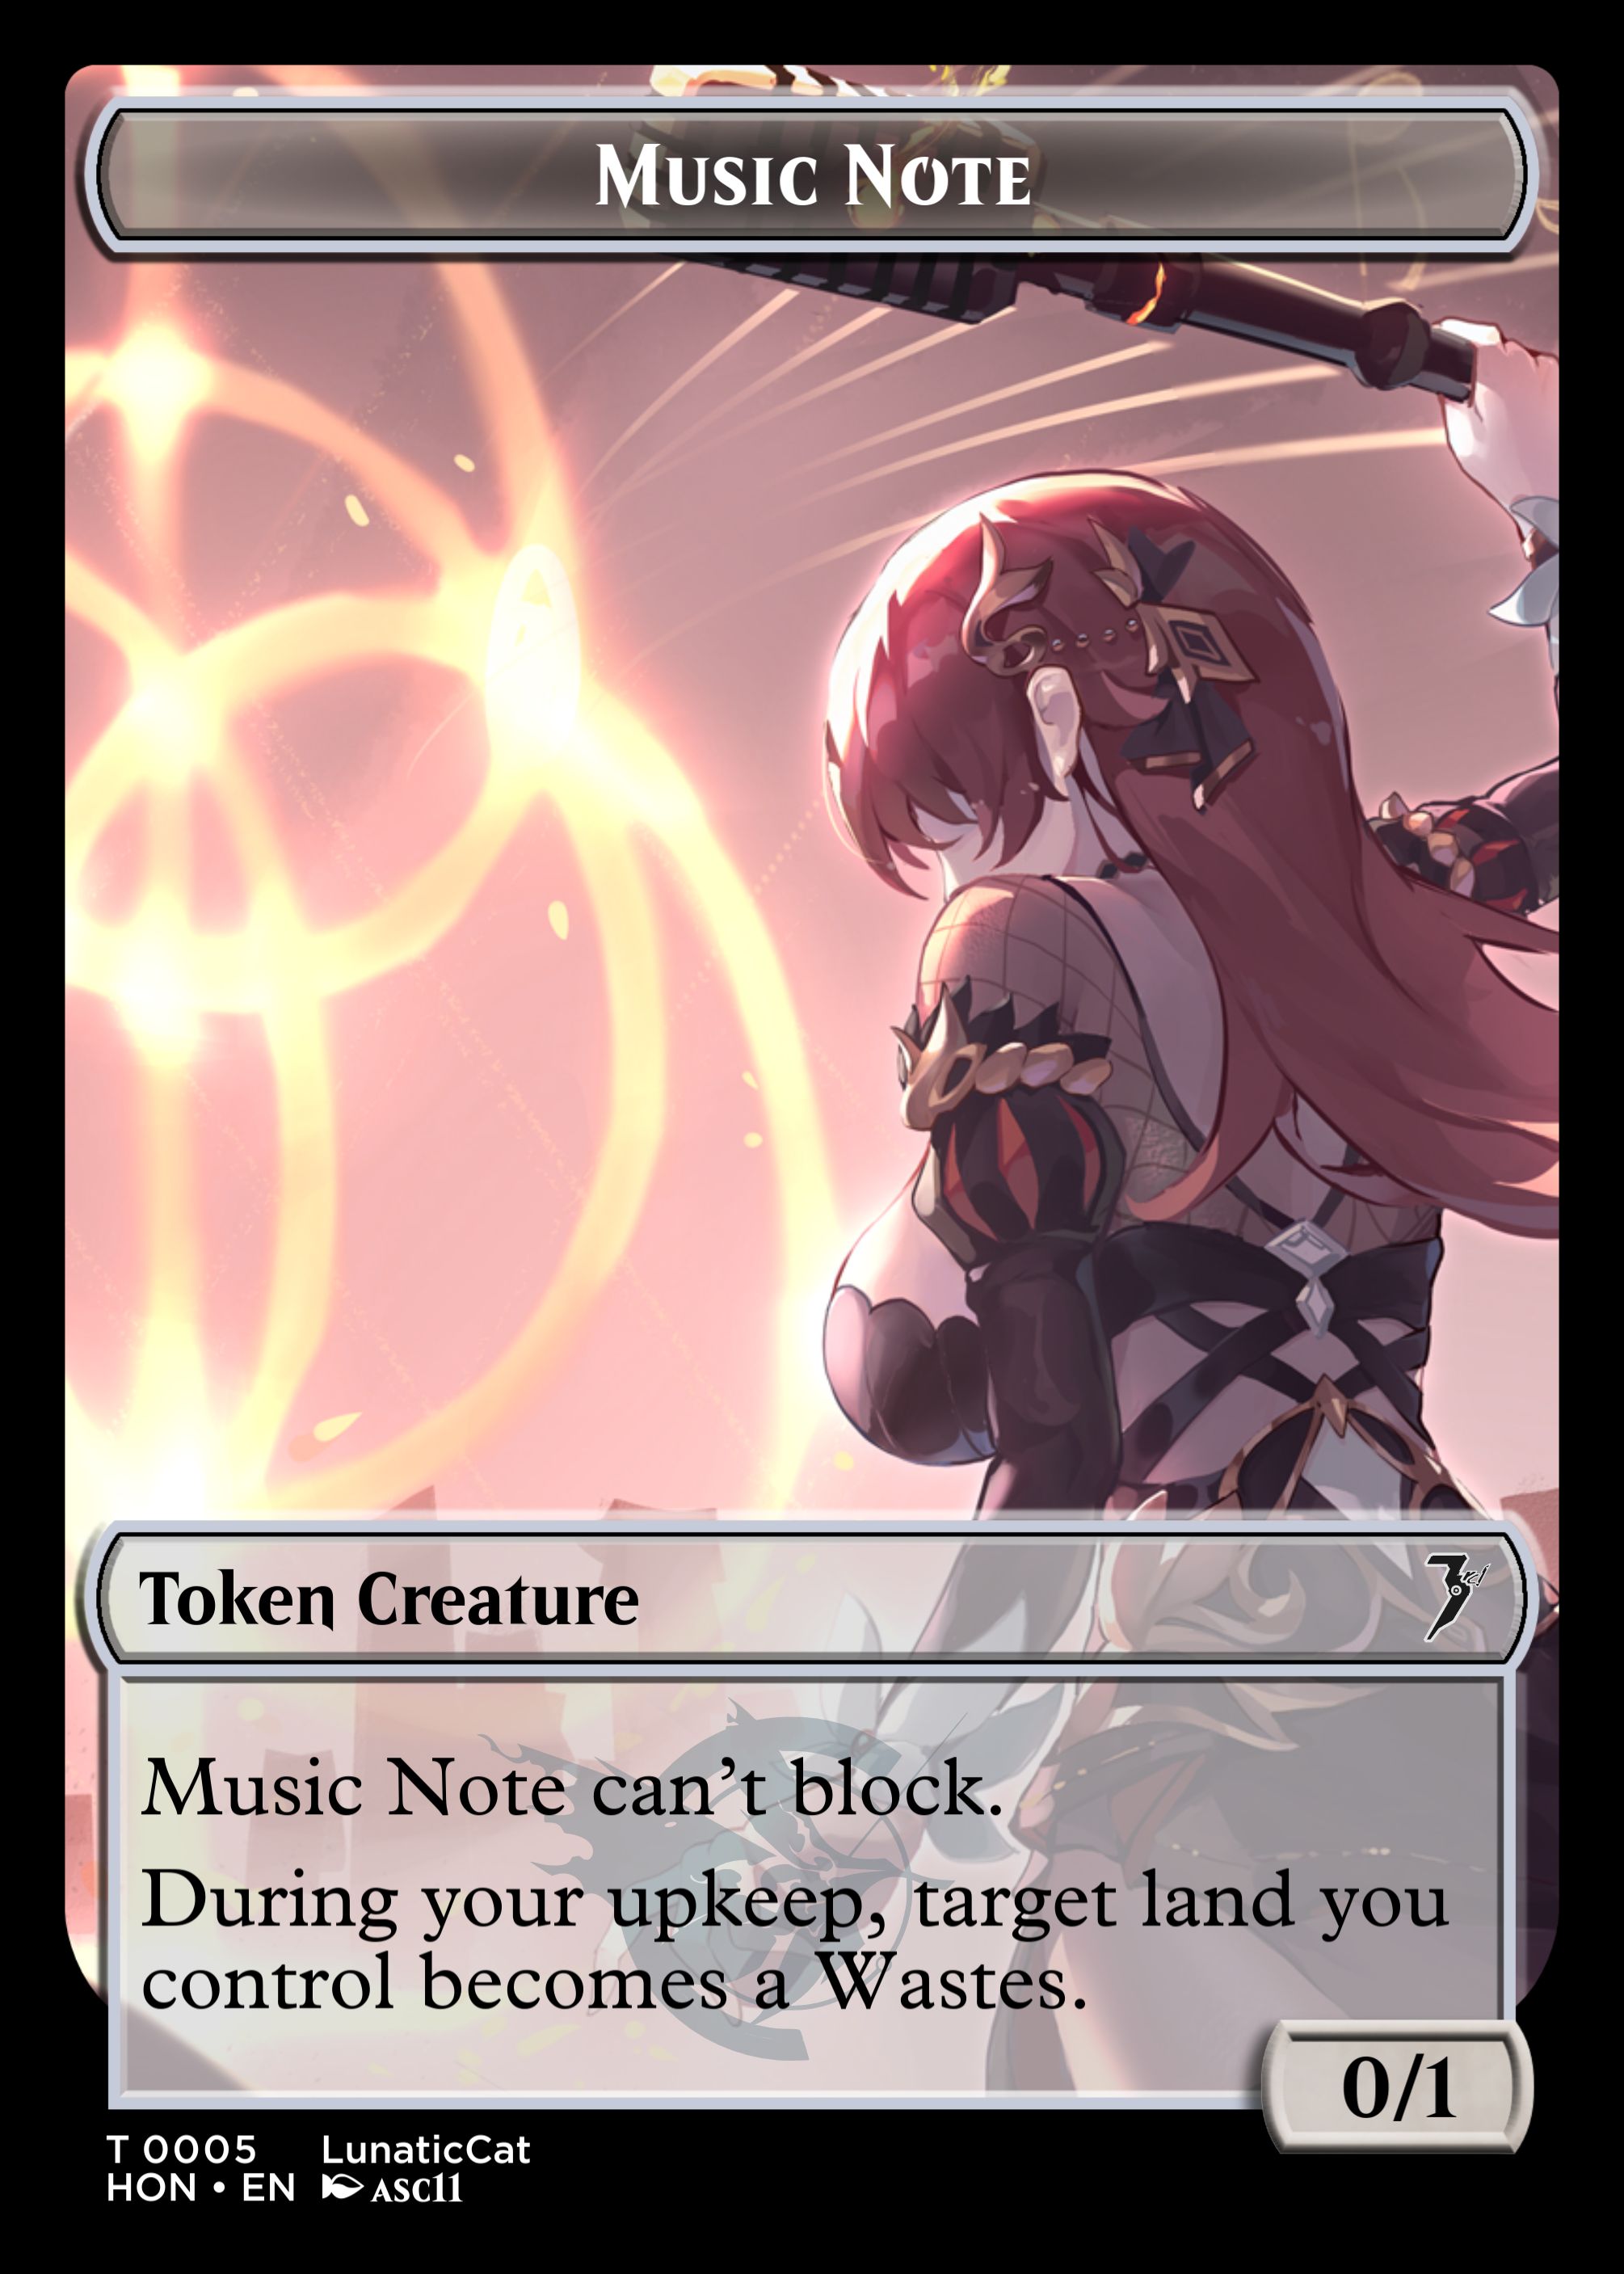 Music Note
Token Creature
3rd
Music Note can't block.
During your upkeep, target land you
control becomes a Wastes.
0/1
T 0005 LunaticCat
HON • EN ASC11